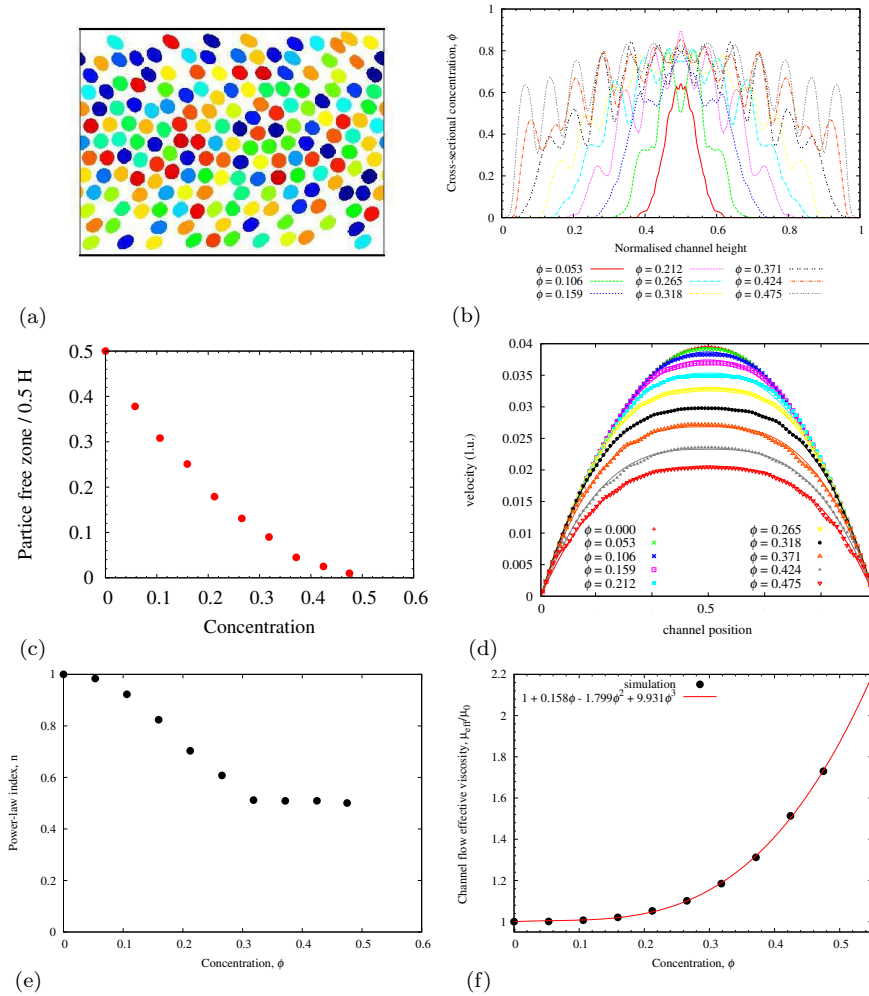 (a)
Cross-sectional concentration, ϕ
1
0.8
0.6
0.4
0.2
0
0 0.2 0.4 0.6 0.8 1
Normalised channel height
ϕ = 0.053 ϕ = 0.212 ϕ = 0.371
ϕ = 0.106 ϕ = 0.265 ϕ = 0.424
ϕ = 0.159 ϕ = 0.318 ϕ = 0.475
(b)
Partice free zone / 0.5 H
0.5
0.4
0.3
0.2
0.1
0
0.1 0.2 0.3 0.4 0.5 0.6
Concentration
(c)
velocity (l.u.)
0.04
0.035
0.03
0.025
0.02
0.015
0.01
0.005
0
0 0.5
channel position
ϕ = 0.000 ϕ = 0.265
ϕ = 0.053 ϕ = 0.318
ϕ = 0.106 ϕ = 0.371
ϕ = 0.159 ϕ = 0.424
ϕ = 0.212 ϕ = 0.475
(d)
Power-law index, n
1
0.8
0.6
0.4
0.2
0
0 0.1 0.2 0.3 0.4 0.5 0.6
Concentration, ϕ
(e)
Channel flow effective viscosity, μeff/μ0
2.2
2
1.8
1.6
1.4
1.2
1
0 0.1 0.2 0.3 0.4 0.5
Concentration, ϕ
simulation
1 + 0.158ϕ - 1.799ϕ² + 9.931ϕ³
(f)